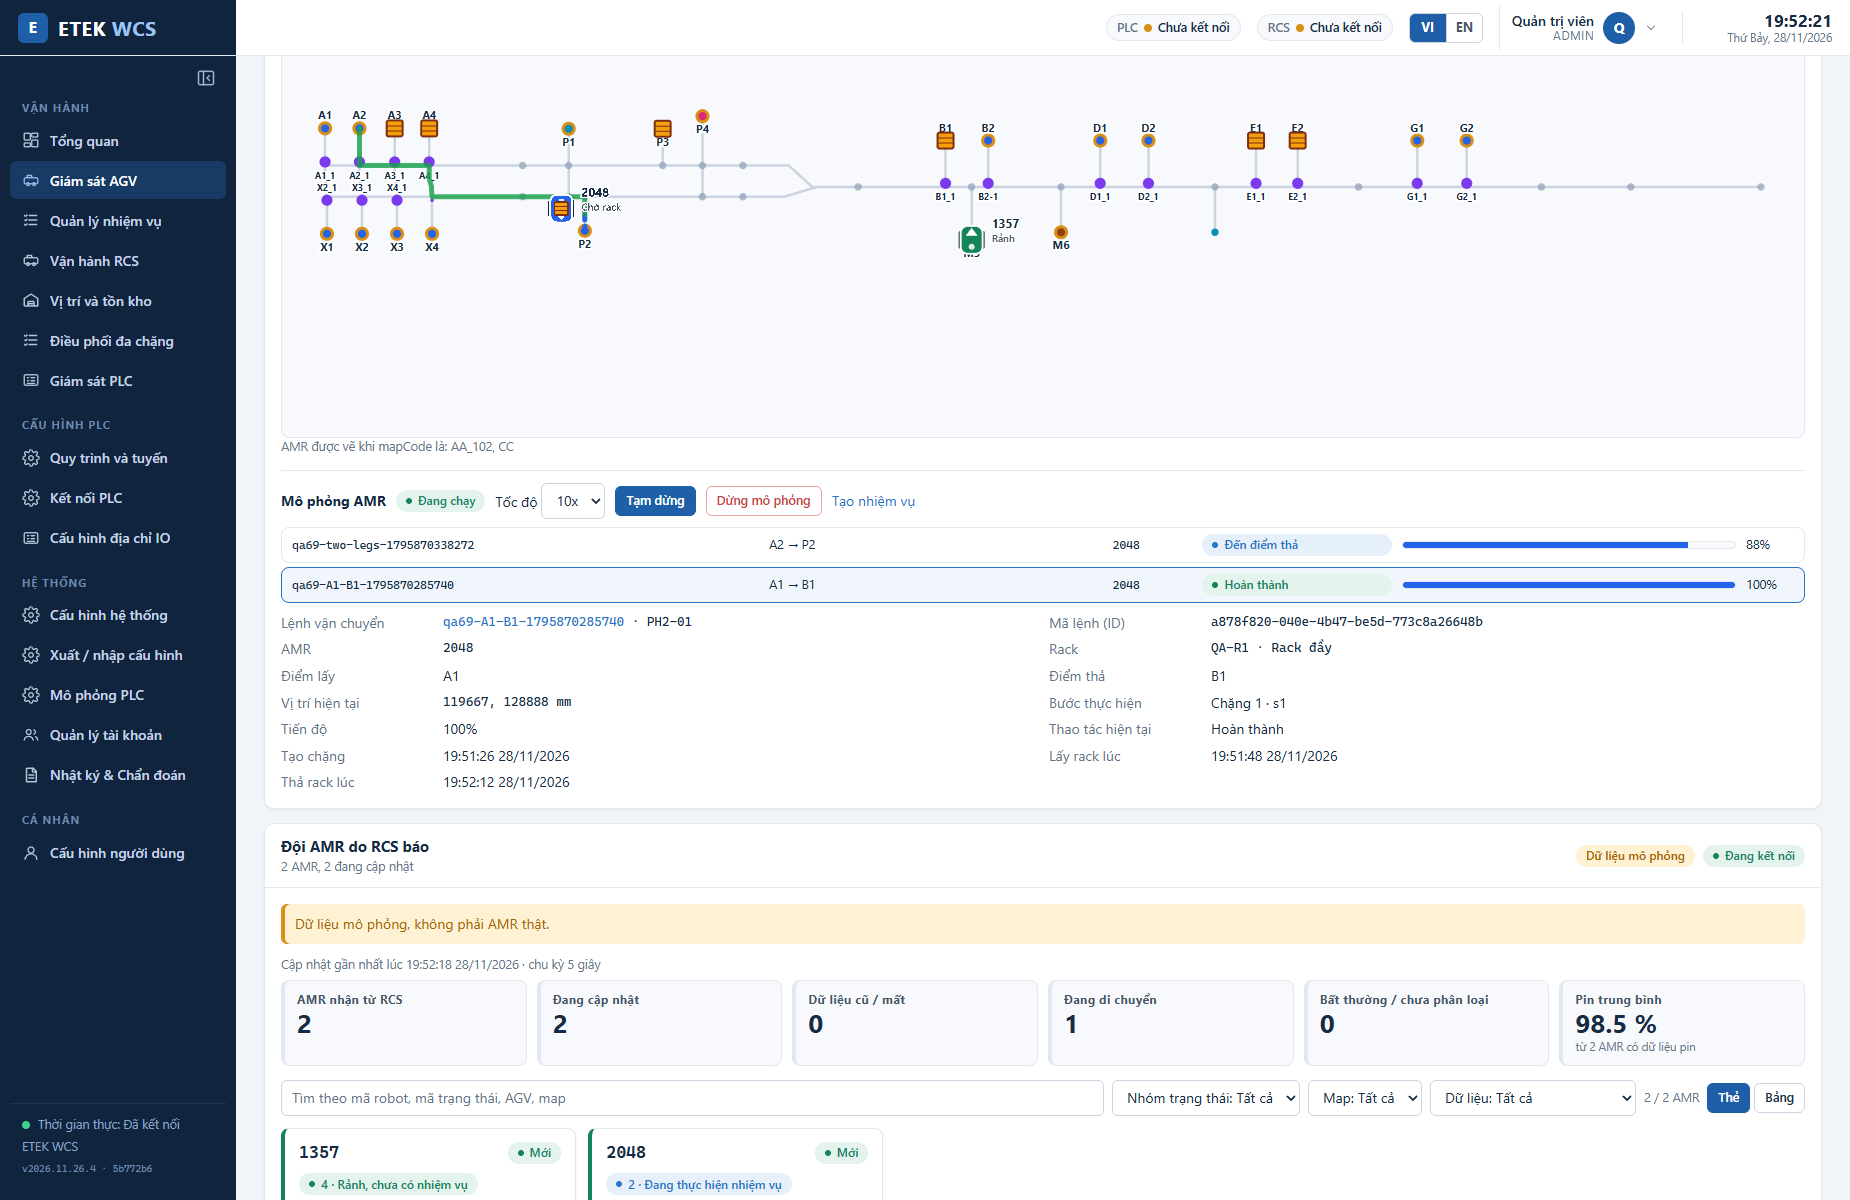 E ETEK WCS
PLC Chưa kết nối RCS Chưa kết nối VI EN Quản trị viên ADMIN Q 19:52:21 Thứ Bảy, 28/11/2026
VẬN HÀNH
Tổng quan
Giám sát AGV
Quản lý nhiệm vụ
Vận hành RCS
Vị trí và tồn kho
Điều phối đa chặng
Giám sát PLC
CẤU HÌNH PLC
Quy trình và tuyến
Kết nối PLC
Cấu hình địa chỉ IO
HỆ THỐNG
Cấu hình hệ thống
Xuất / nhập cấu hình
Mô phỏng PLC
Quản lý tài khoản
Nhật ký & Chẩn đoán
CÁ NHÂN
Cấu hình người dùng
Thời gian thực: Đã kết nối
ETEK WCS
v2026.11.26.4 · 5b772b6
A1 A2 A3 A4 P1 P3 P4 B1 B2 D1 D2 E1 E2 G1 G2
A1_1 A2_1 A3_1 A4_1
X2_1 X3_1 X4_1
B1_1 B2-1 D1_1 D2_1 E1_1 E2_1 G1_1 G2_1
2048
Chờ rack
1357
Rảnh
X1 X2 X3 X4 P2 M6
AMR được vẽ khi mapCode là: AA_102, CC
Mô phỏng AMR Đang chạy Tốc độ 10x Tạm dừng Dừng mô phỏng Tạo nhiệm vụ
qa69-two-legs-1795870338272 A2 → P2 2048 Đến điểm thả 88%
qa69-A1-B1-1795870285740 A1 → B1 2048 Hoàn thành 100%
Lệnh vận chuyển qa69-A1-B1-1795870285740 · PH2-01 Mã lệnh (ID) a878f820-040e-4b47-be5d-773c8a26648b
AMR 2048 Rack QA-R1 · Rack đầy
Điểm lấy A1 Điểm thả B1
Vị trí hiện tại 119667, 128888 mm Bước thực hiện Chặng 1 · s1
Tiến độ 100% Thao tác hiện tại Hoàn thành
Tạo chặng 19:51:26 28/11/2026 Lấy rack lúc 19:51:48 28/11/2026
Thả rack lúc 19:52:12 28/11/2026
Đội AMR do RCS báo
2 AMR, 2 đang cập nhật
Dữ liệu mô phỏng Đang kết nối
Dữ liệu mô phỏng, không phải AMR thật.
Cập nhật gần nhất lúc 19:52:18 28/11/2026 · chu kỳ 5 giây
AMR nhận từ RCS 2
Đang cập nhật 2
Dữ liệu cũ / mất 0
Đang di chuyển 1
Bất thường / chưa phân loại 0
Pin trung bình 98.5 % từ 2 AMR có dữ liệu pin
Tìm theo mã robot, mã trạng thái, AGV, map Nhóm trạng thái: Tất cả Map: Tất cả Dữ liệu: Tất cả 2 / 2 AMR Thẻ Bảng
1357 Mới
4 · Rảnh, chưa có nhiệm vụ
2048 Mới
2 · Đang thực hiện nhiệm vụ